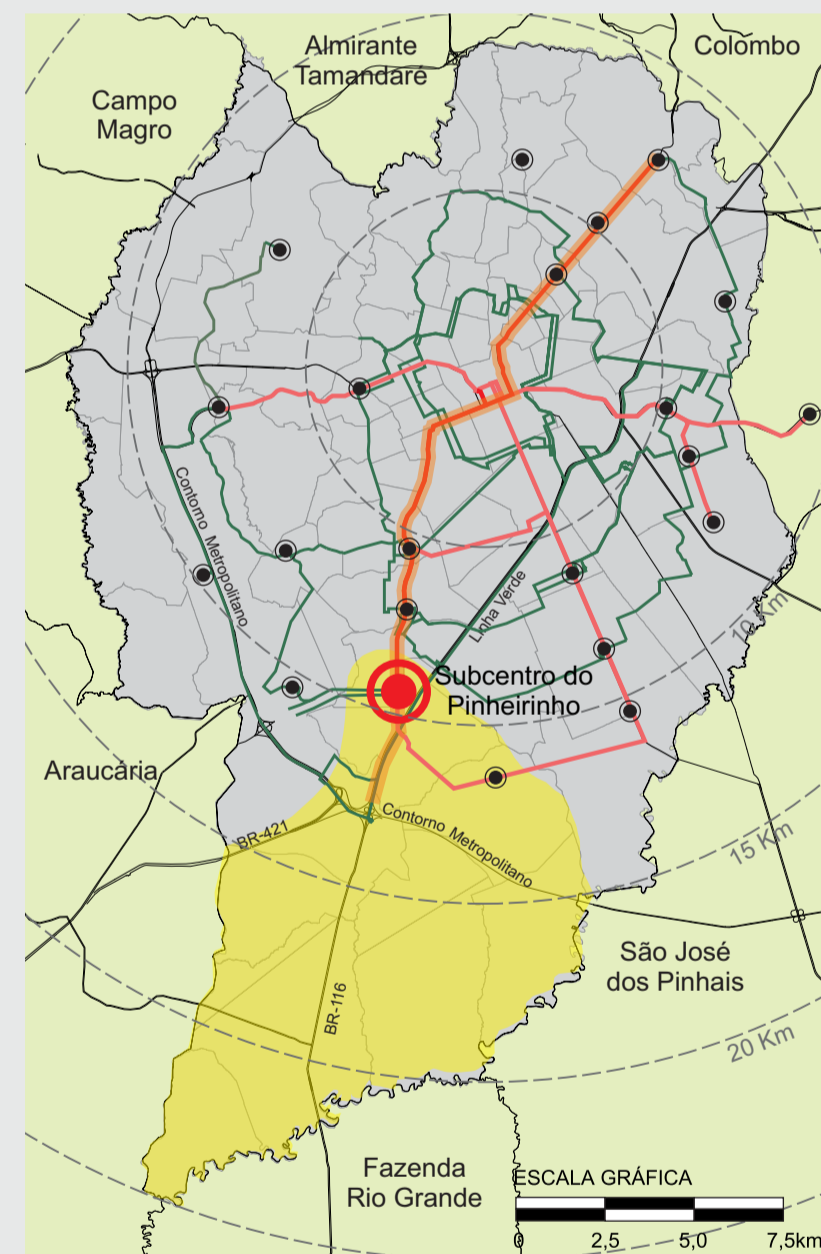 Almirante
Tamandaré
Colombo
Campo
Magro
Contorno Metropolitano
Linha Verde
10 Km
Subcentro do
Pinheirinho
Araucária
BR-421
Contorno Metropolitano
15 Km
São José
dos Pinhais
BR-116
20 Km
Fazenda
Rio Grande
ESCALA GRÁFICA
0 2,5 5,0 7,5km